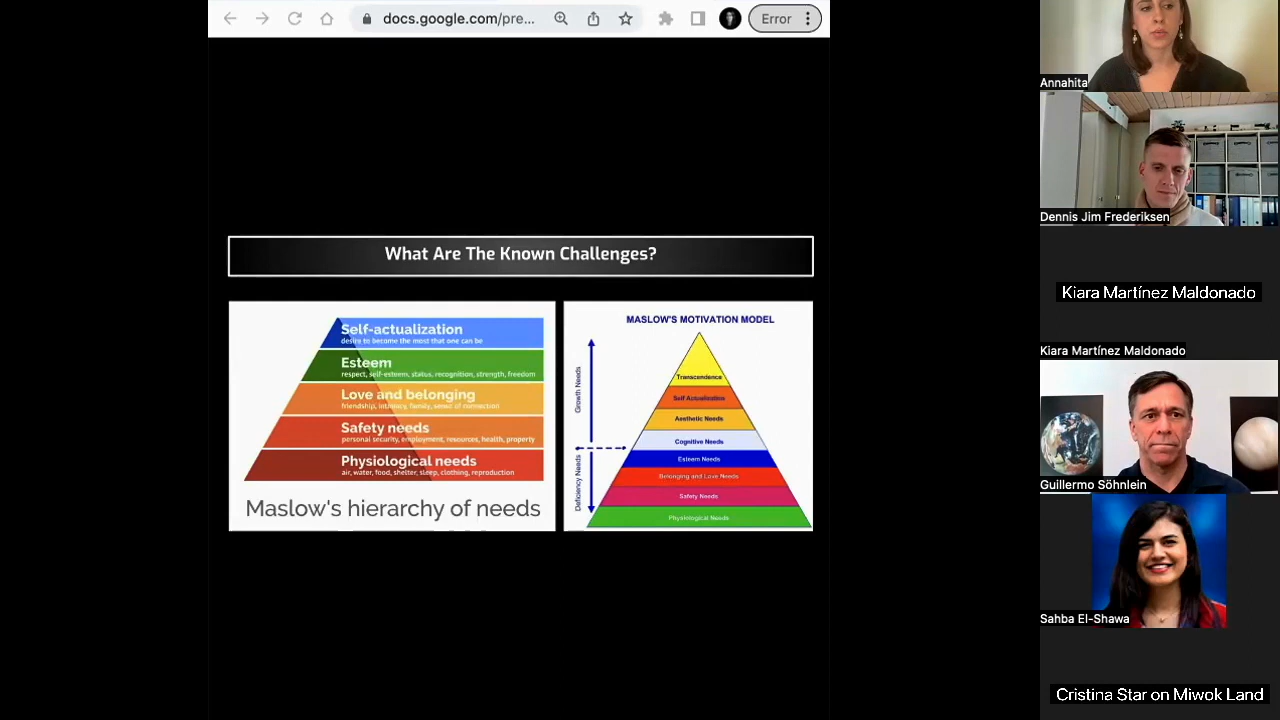 docs.google.com/pre...
Error
What Are The Known Challenges?
Self-actualization
desire to become the most that one can be
Esteem
respect, self-esteem, status, recognition, strength, freedom
Love and belonging
friendship, intimacy, family, sense of connection
Safety needs
personal security, employment, resources, health, property
Physiological needs
air, water, food, shelter, sleep, clothing, reproduction
Maslow's hierarchy of needs
MASLOW'S MOTIVATION MODEL
Growth Needs
Deficiency Needs
Transcendence
Self Actualization
Aesthetic Needs
Cognitive Needs
Esteem Needs
Belonging and Love Needs
Safety Needs
Physiological Needs
Annahita
Dennis Jim Frederiksen
Kiara Martínez Maldonado
Kiara Martínez Maldonado
Guillermo Söhnlein
Sahba El-Shawa
Cristina Star on Miwok Land